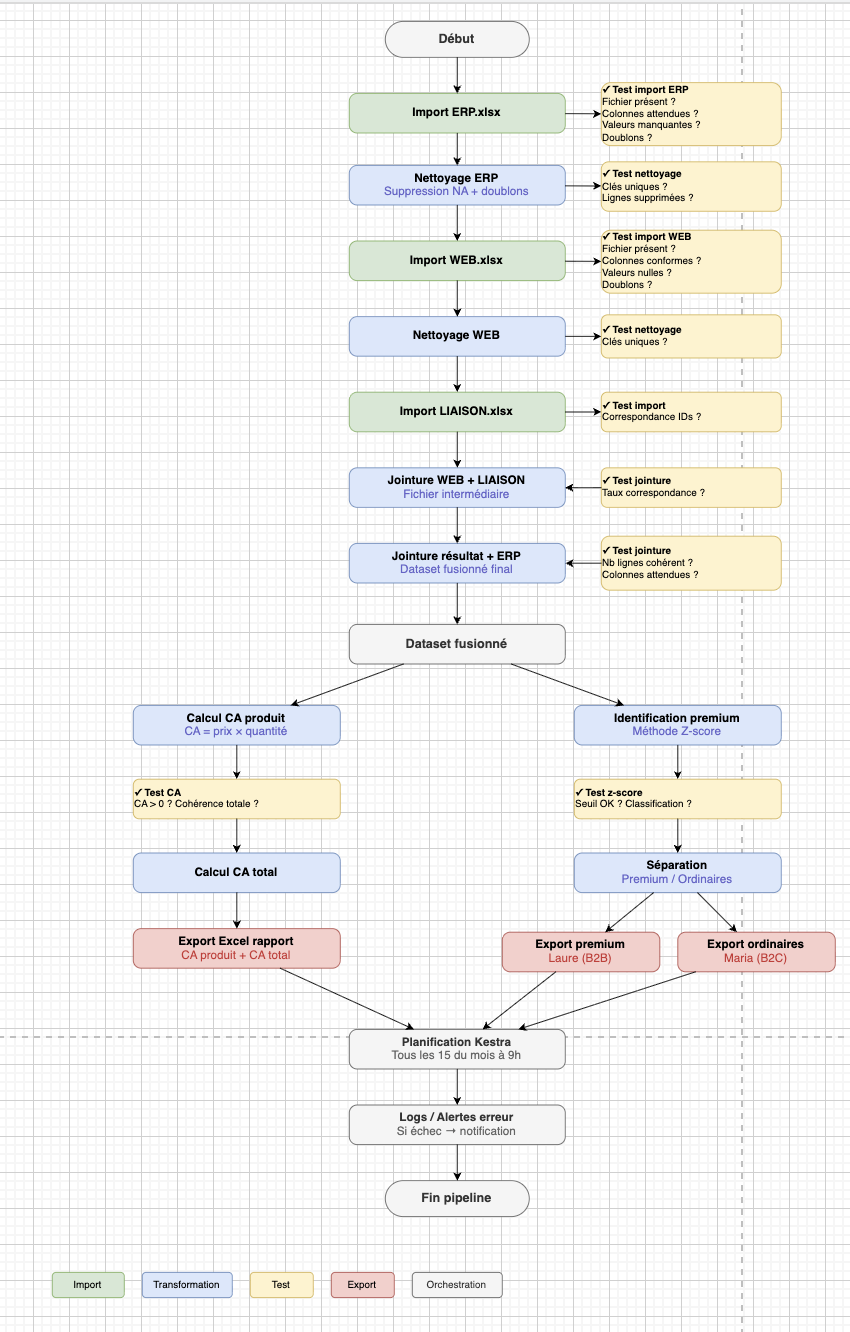 Début
Import ERP.xlsx
✓ Test import ERP
Fichier présent ?
Colonnes attendues ?
Valeurs manquantes ?
Doublons ?
Nettoyage ERP
Suppression NA + doublons
✓ Test nettoyage
Clés uniques ?
Lignes supprimées ?
Import WEB.xlsx
✓ Test import WEB
Fichier présent ?
Colonnes conformes ?
Valeurs nulles ?
Doublons ?
Nettoyage WEB
✓ Test nettoyage
Clés uniques ?
Import LIAISON.xlsx
✓ Test import
Correspondance IDs ?
Jointure WEB + LIAISON
Fichier intermédiaire
✓ Test jointure
Taux correspondance ?
Jointure résultat + ERP
Dataset fusionné final
✓ Test jointure
Nb lignes cohérent ?
Colonnes attendues ?
Dataset fusionné
Calcul CA produit
CA = prix × quantité
Identification premium
Méthode Z-score
✓ Test CA
CA > 0 ? Cohérence totale ?
✓ Test z-score
Seuil OK ? Classification ?
Calcul CA total
Séparation
Premium / Ordinaires
Export Excel rapport
CA produit + CA total
Export premium
Laure (B2B)
Export ordinaires
Maria (B2C)
Planification Kestra
Tous les 15 du mois à 9h
Logs / Alertes erreur
Si échec → notification
Fin pipeline
Import
Transformation
Test
Export
Orchestration